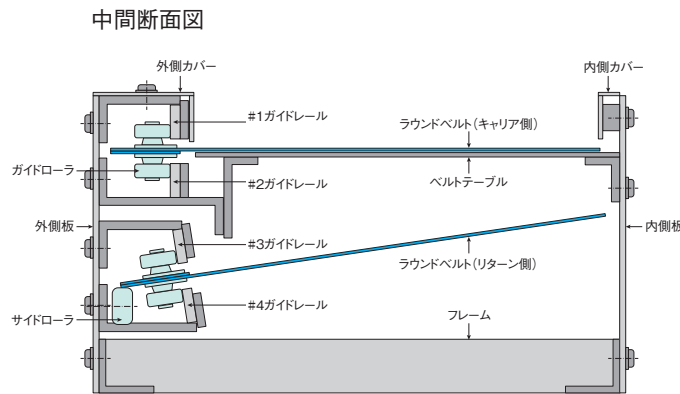 中間断面図
外側カバー
内側カバー
#1ガイドレール
ラウンドベルト(キャリア側)
ガイドローラ
#2ガイドレール
ベルトテーブル
外側板
#3ガイドレール
内側板
ラウンドベルト(リターン側)
#4ガイドレール
サイドローラ
フレーム